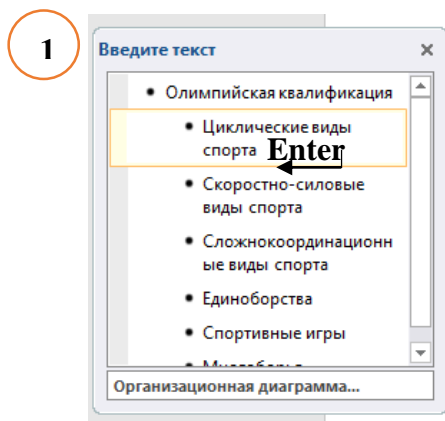 1
Введите текст
Олимпийская квалификация
Циклические виды
спорта Enter
Скоростно-силовые
виды спорта
Сложнокоординационн
ые виды спорта
Единоборства
Спортивные игры
Организационная диаграмма...